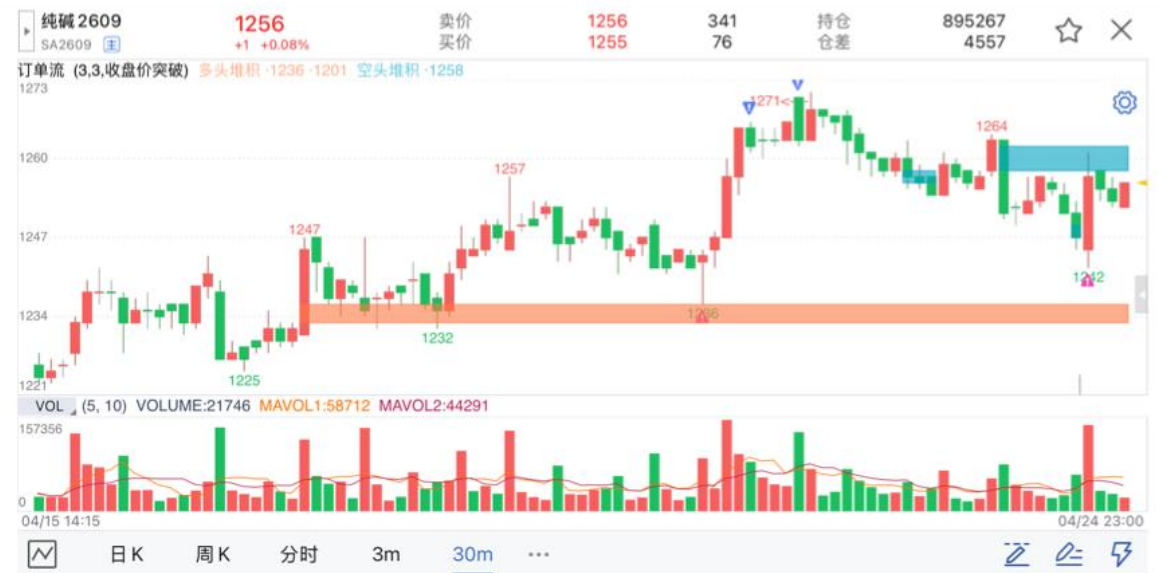 纯碱2609 1256 卖价 1256 341 持仓 895267
SA2609 主 +1 +0.08% 买价 1255 76 仓差 4557
订单流 (3,3,收盘价突破) 多头堆积 ·1236 ·1201 空头堆积 ·1258
1273
1271<
1264
1260
1257
1247
1247
1242
1234
1236
1232
1225
1221
VOL (5, 10) VOLUME:21746 MAVOL1:58712 MAVOL2:44291
157356
0
04/15 14:15 04/24 23:00
日K 周K 分时 3m 30m ···